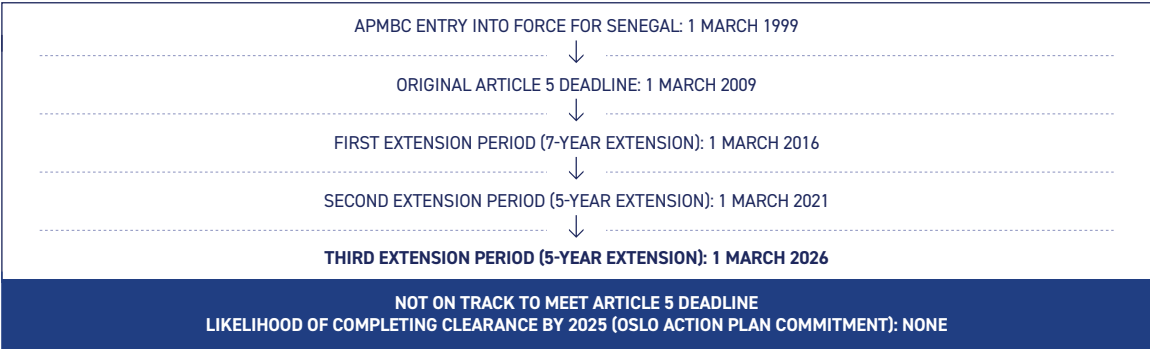 APMBC ENTRY INTO FORCE FOR SENEGAL: 1 MARCH 1999
ORIGINAL ARTICLE 5 DEADLINE: 1 MARCH 2009
FIRST EXTENSION PERIOD (7-YEAR EXTENSION): 1 MARCH 2016
SECOND EXTENSION PERIOD (5-YEAR EXTENSION): 1 MARCH 2021
THIRD EXTENSION PERIOD (5-YEAR EXTENSION): 1 MARCH 2026
NOT ON TRACK TO MEET ARTICLE 5 DEADLINE
LIKELIHOOD OF COMPLETING CLEARANCE BY 2025 (OSLO ACTION PLAN COMMITMENT): NONE